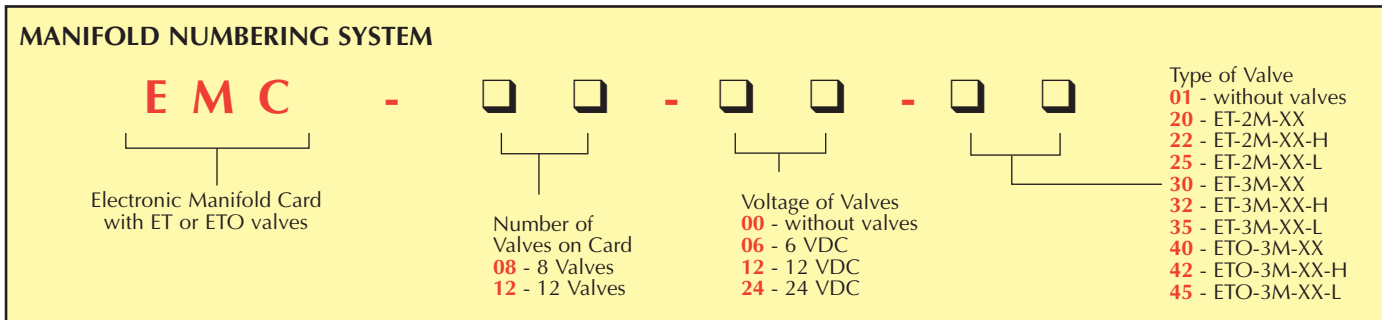 MANIFOLD NUMBERING SYSTEM
E M C - ❑ ❑ - ❑ ❑ - ❑ ❑
Electronic Manifold Card
with ET or ETO valves
Number of
Valves on Card
08 - 8 Valves
12 - 12 Valves
Voltage of Valves
00 - without valves
06 - 6 VDC
12 - 12 VDC
24 - 24 VDC
Type of Valve
01 - without valves
20 - ET-2M-XX
22 - ET-2M-XX-H
25 - ET-2M-XX-L
30 - ET-3M-XX
32 - ET-3M-XX-H
35 - ET-3M-XX-L
40 - ETO-3M-XX
42 - ETO-3M-XX-H
45 - ETO-3M-XX-L